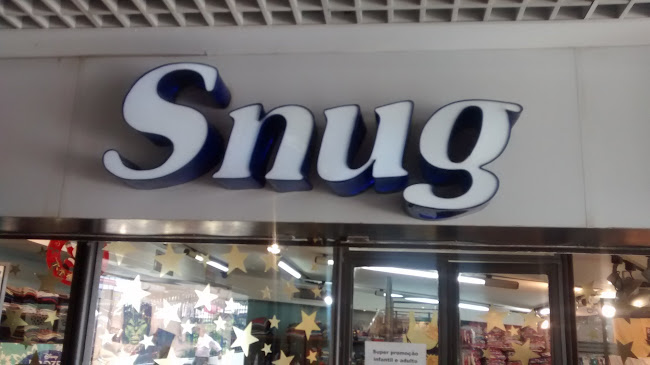 Snug
Super promoção
infantil e adulto